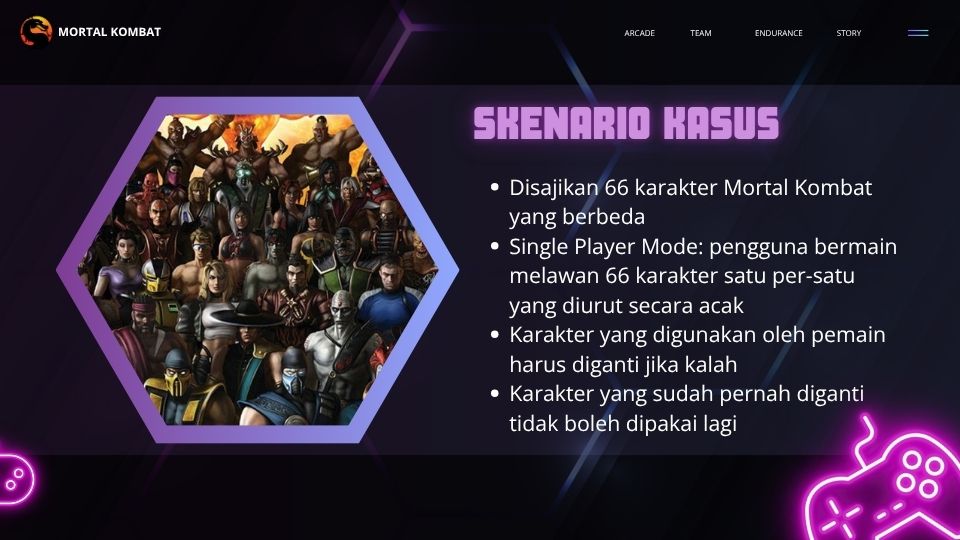 MORTAL KOMBAT
ARCADE
TEAM
ENDURANCE
STORY
SKENARIO KASUS
• Disajikan 66 karakter Mortal Kombat
yang berbeda
• Single Player Mode: pengguna bermain
melawan 66 karakter satu per-satu
yang diurut secara acak
• Karakter yang digunakan oleh pemain
harus diganti jika kalah
• Karakter yang sudah pernah diganti
tidak boleh dipakai lagi